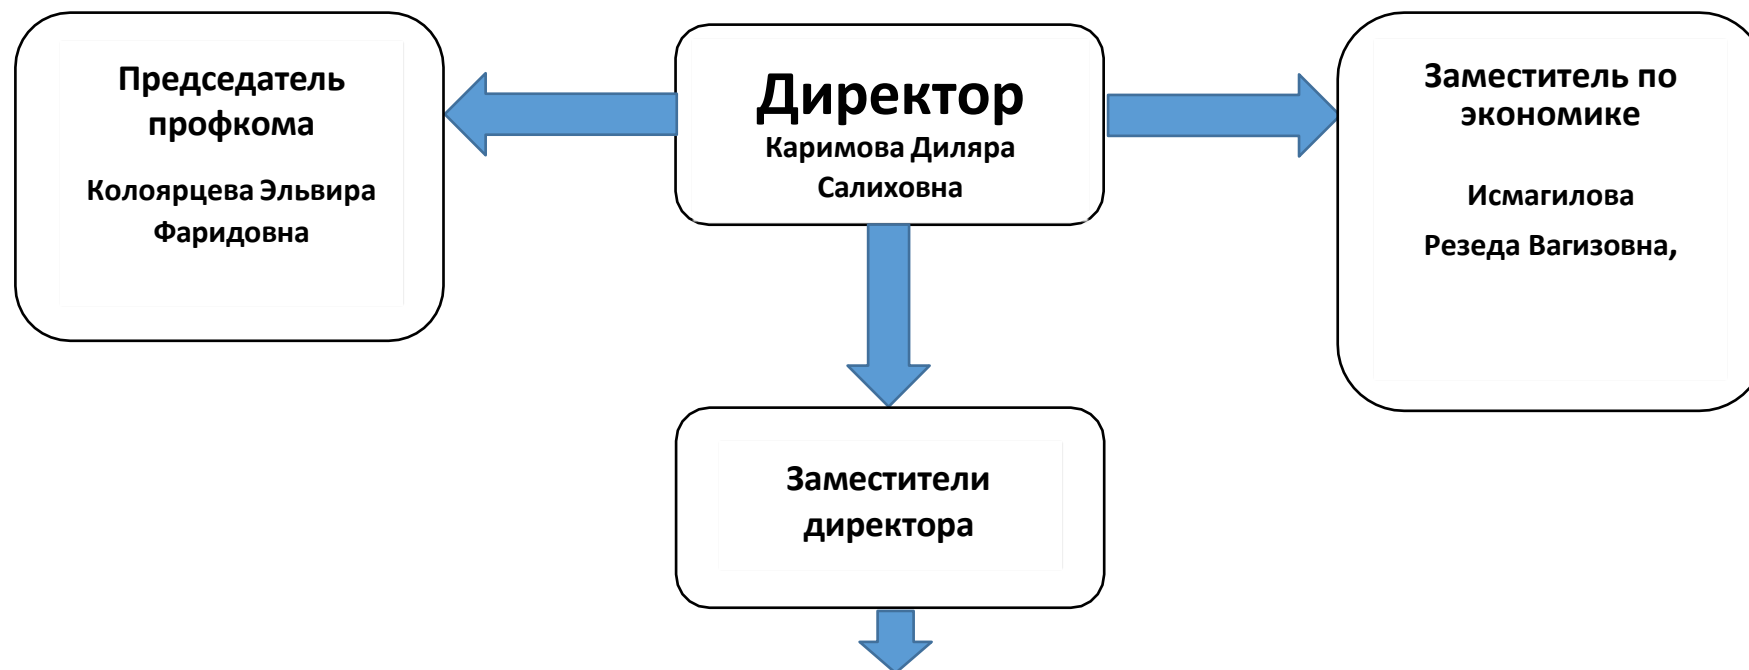 Председатель
профкома
Колоярцева Эльвира
Фаридовна
Директор
Каримова Диляра
Салиховна
Заместитель по
экономике
Исмагилова
Резеда Вагизовна,
Заместители
директора